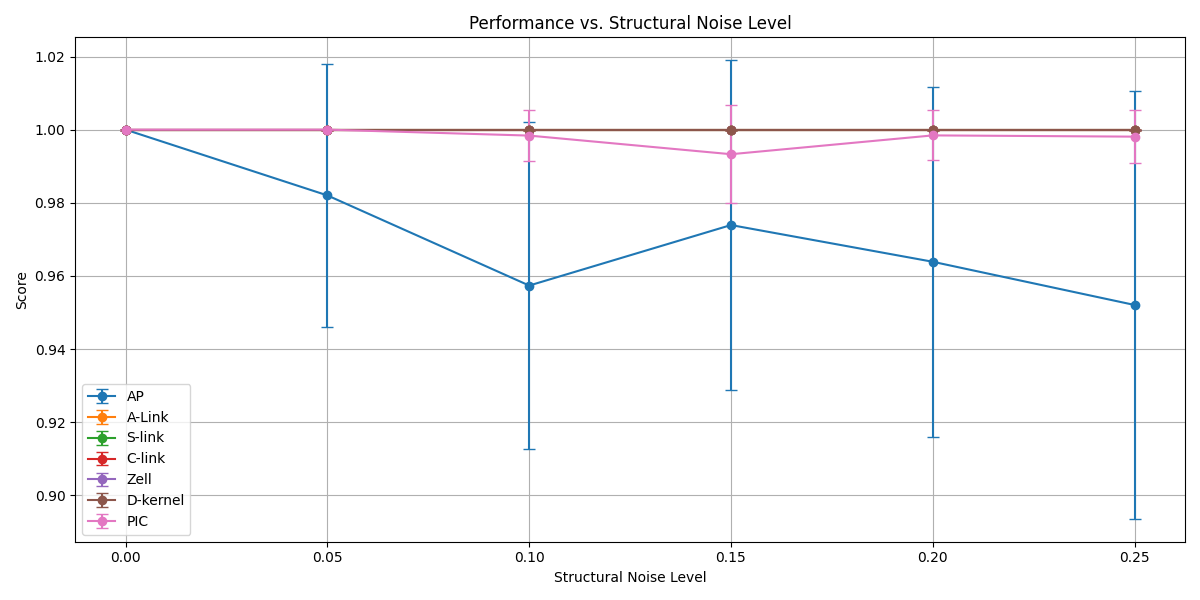 Performance vs. Structural Noise Level
Score
1.02
1.00
0.98
0.96
0.94
0.92
0.90
AP
A-Link
S-link
C-link
Zell
D-kernel
PIC
0.00 0.05 0.10 0.15 0.20 0.25
Structural Noise Level